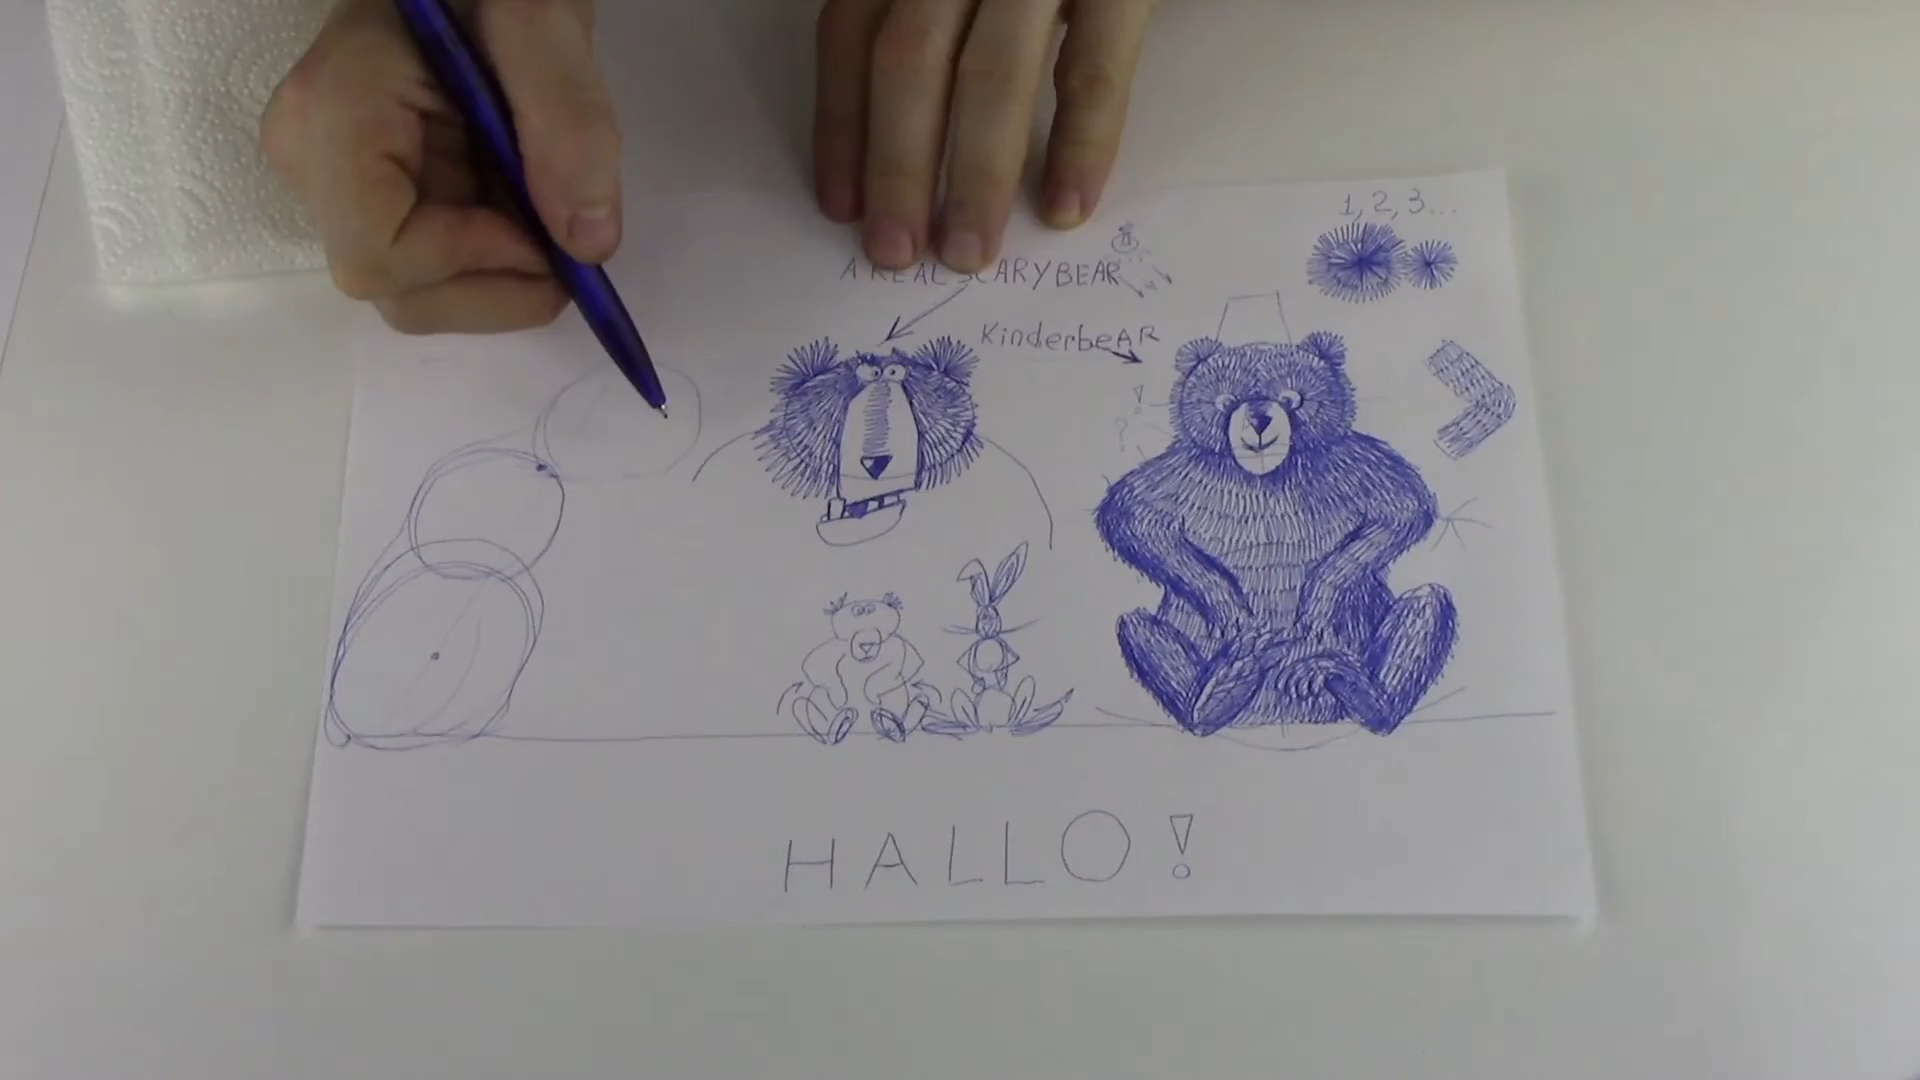 1, 2, 3...
A REAL SCARY BEAR
KinderbeAR
! 
?
HALLO!